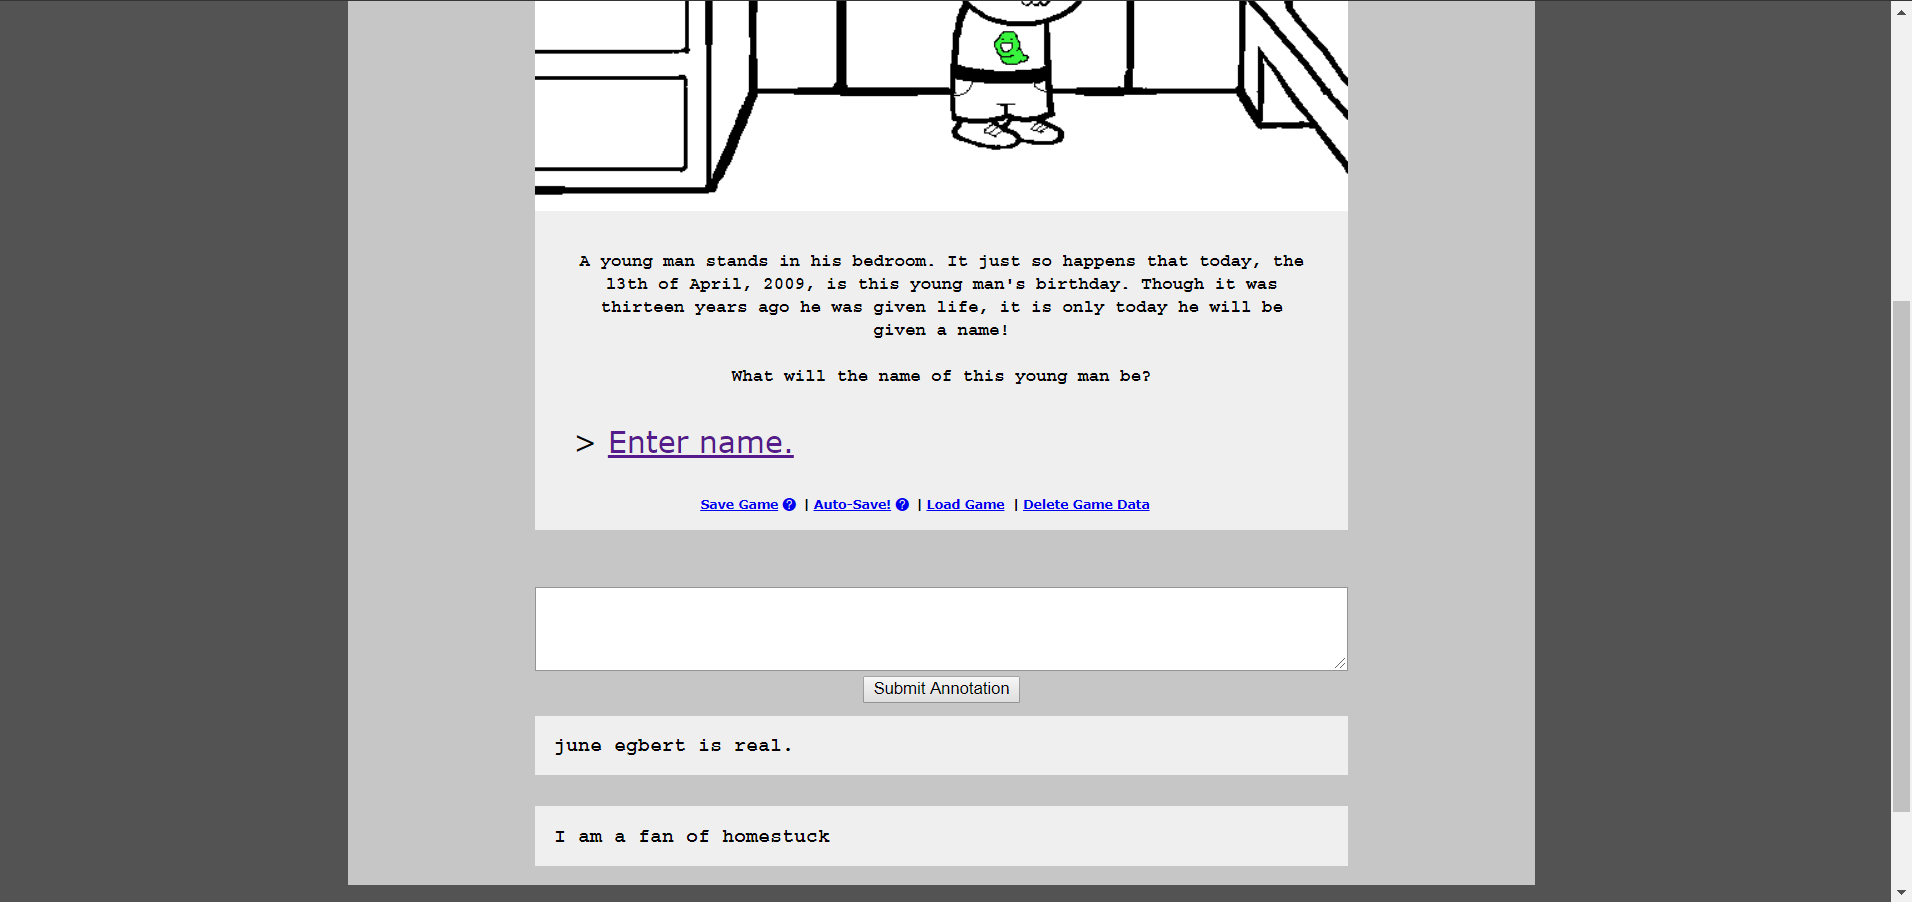 A young man stands in his bedroom. It just so happens that today, the
13th of April, 2009, is this young man's birthday. Though it was
thirteen years ago he was given life, it is only today he will be
given a name!
What will the name of this young man be?
> Enter name.
Save Game ? | Auto-Save! ? | Load Game | Delete Game Data
Submit Annotation
june egbert is real.
I am a fan of homestuck